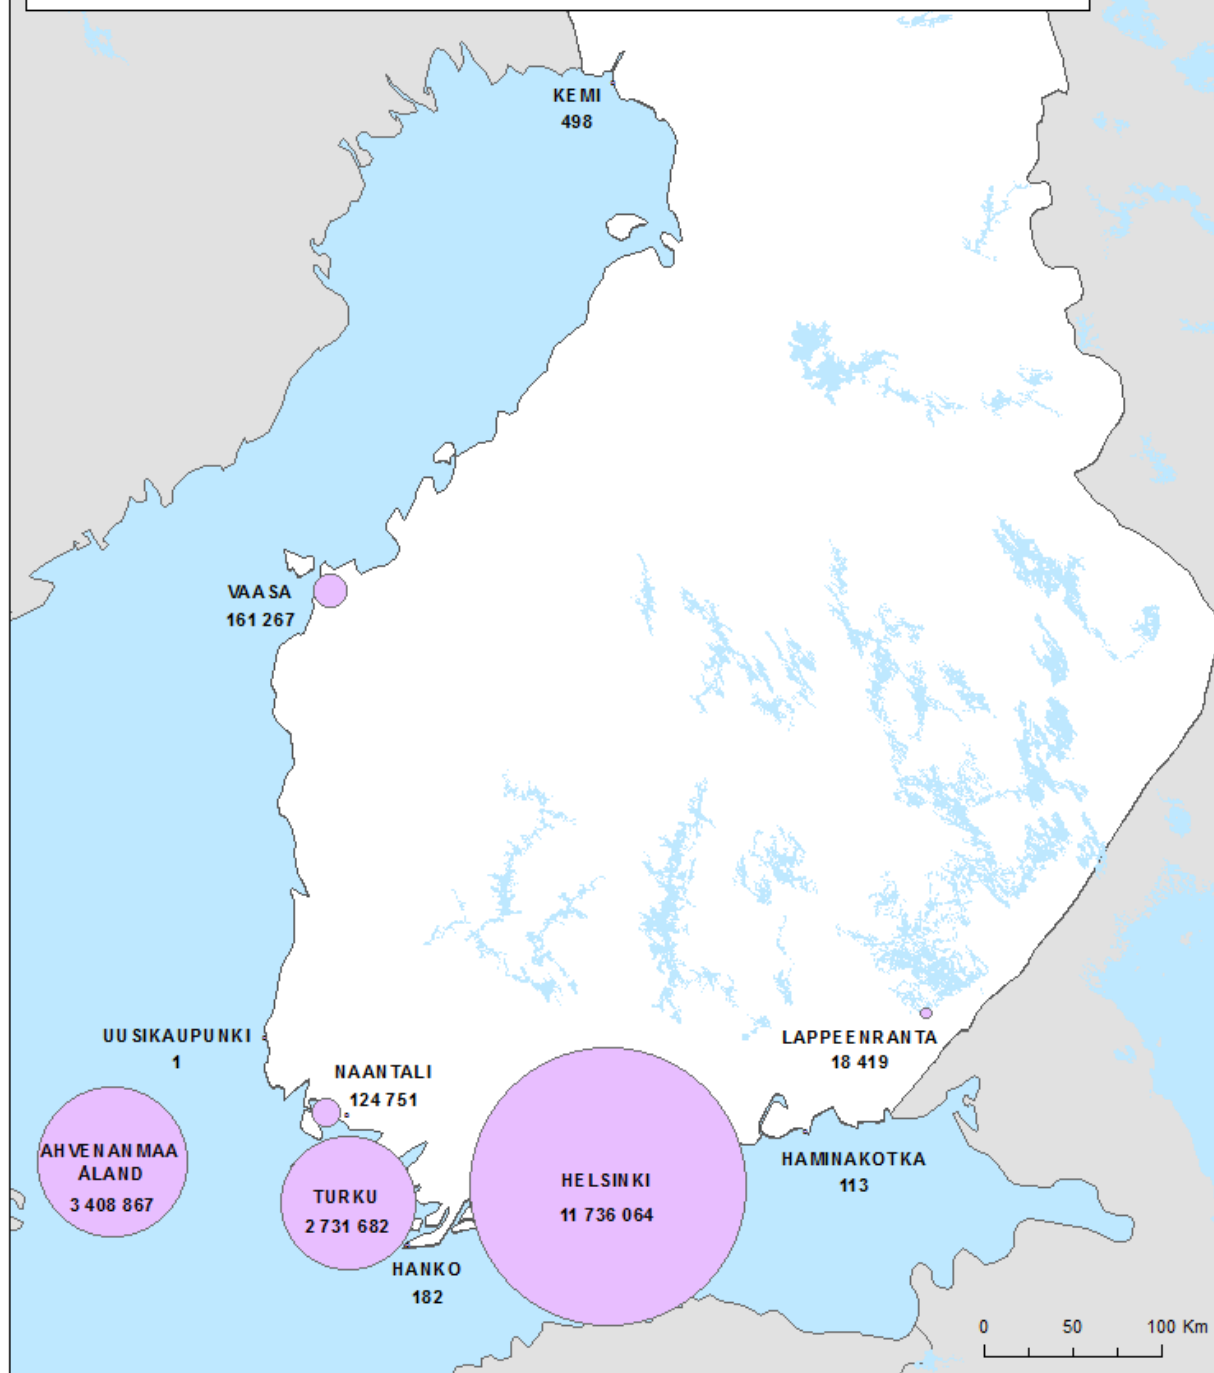 KEMI
498
VAASA
161 267
UUSIKAUPUNKI
1
LAPPEENRANTA
18 419
NAANTALI
124 751
AHVENANMAA
ÅLAND
3 408 867
TURKU
2 731 682
HELSINKI
11 736 064
HAMINAKOTKA
113
HANKO
182
0 50 100 Km